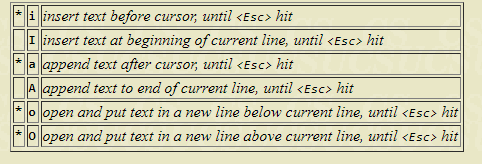 * i insert text before cursor, until <Esc> hit
I insert text at beginning of current line, until <Esc> hit
* a append text after cursor, until <Esc> hit
A append text to end of current line, until <Esc> hit
* o open and put text in a new line below current line, until <Esc> hit
* O open and put text in a new line above current line, until <Esc> hit